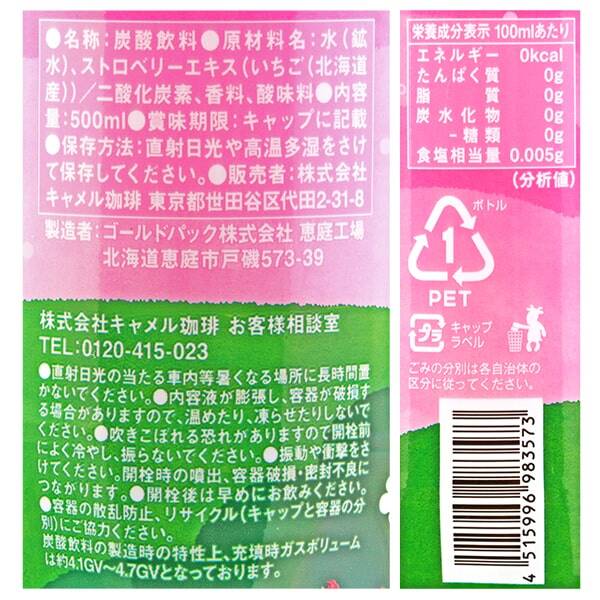 ●名称：炭酸飲料●原材料名：水（鉱
水）、ストロベリーエキス（いちご（北海道
産））／二酸化炭素、香料、酸味料●内容
量：500ml●賞味期限：キャップに記載
●保存方法：直射日光や高温多湿をさけ
て保存してください。●販売者：株式会社
キャメル珈琲 東京都世田谷区代田2-31-8
製造者：ゴールドパック株式会社 恵庭工場
北海道恵庭市戸磯573-39
株式会社キャメル珈琲 お客様相談室
TEL：0120-415-023
●直射日光の当たる車内等暑くなる場所に長時間置
かないでください。●内容液が膨張し、容器が破損す
る場合がありますので、温めたり、凍らせたりしないで
ください。●吹きこぼれる恐れがありますので開栓前
によく冷やし、振らないでください。●振動や衝撃をさ
けてください。開栓時の噴出、容器破損・密封不良に
つながります。●開栓後は早めにお飲みください。
●容器の散乱防止、リサイクル（キャップと容器の分
別）にご協力ください。
炭酸飲料の製造時の特性上、充填時ガスボリューム
は約4.1GV～4.7GVとなっております。
栄養成分表示 100mlあたり
エネルギー 0kcal
たんぱく質 0g
脂質 0g
炭水化物 0g
-糖類 0g
食塩相当量 0.005g
（分析値）
ボトル
1
PET
プラ
キャップ
ラベル
ごみの分別は各自治体の
区分に従ってください。
4 515996 983573